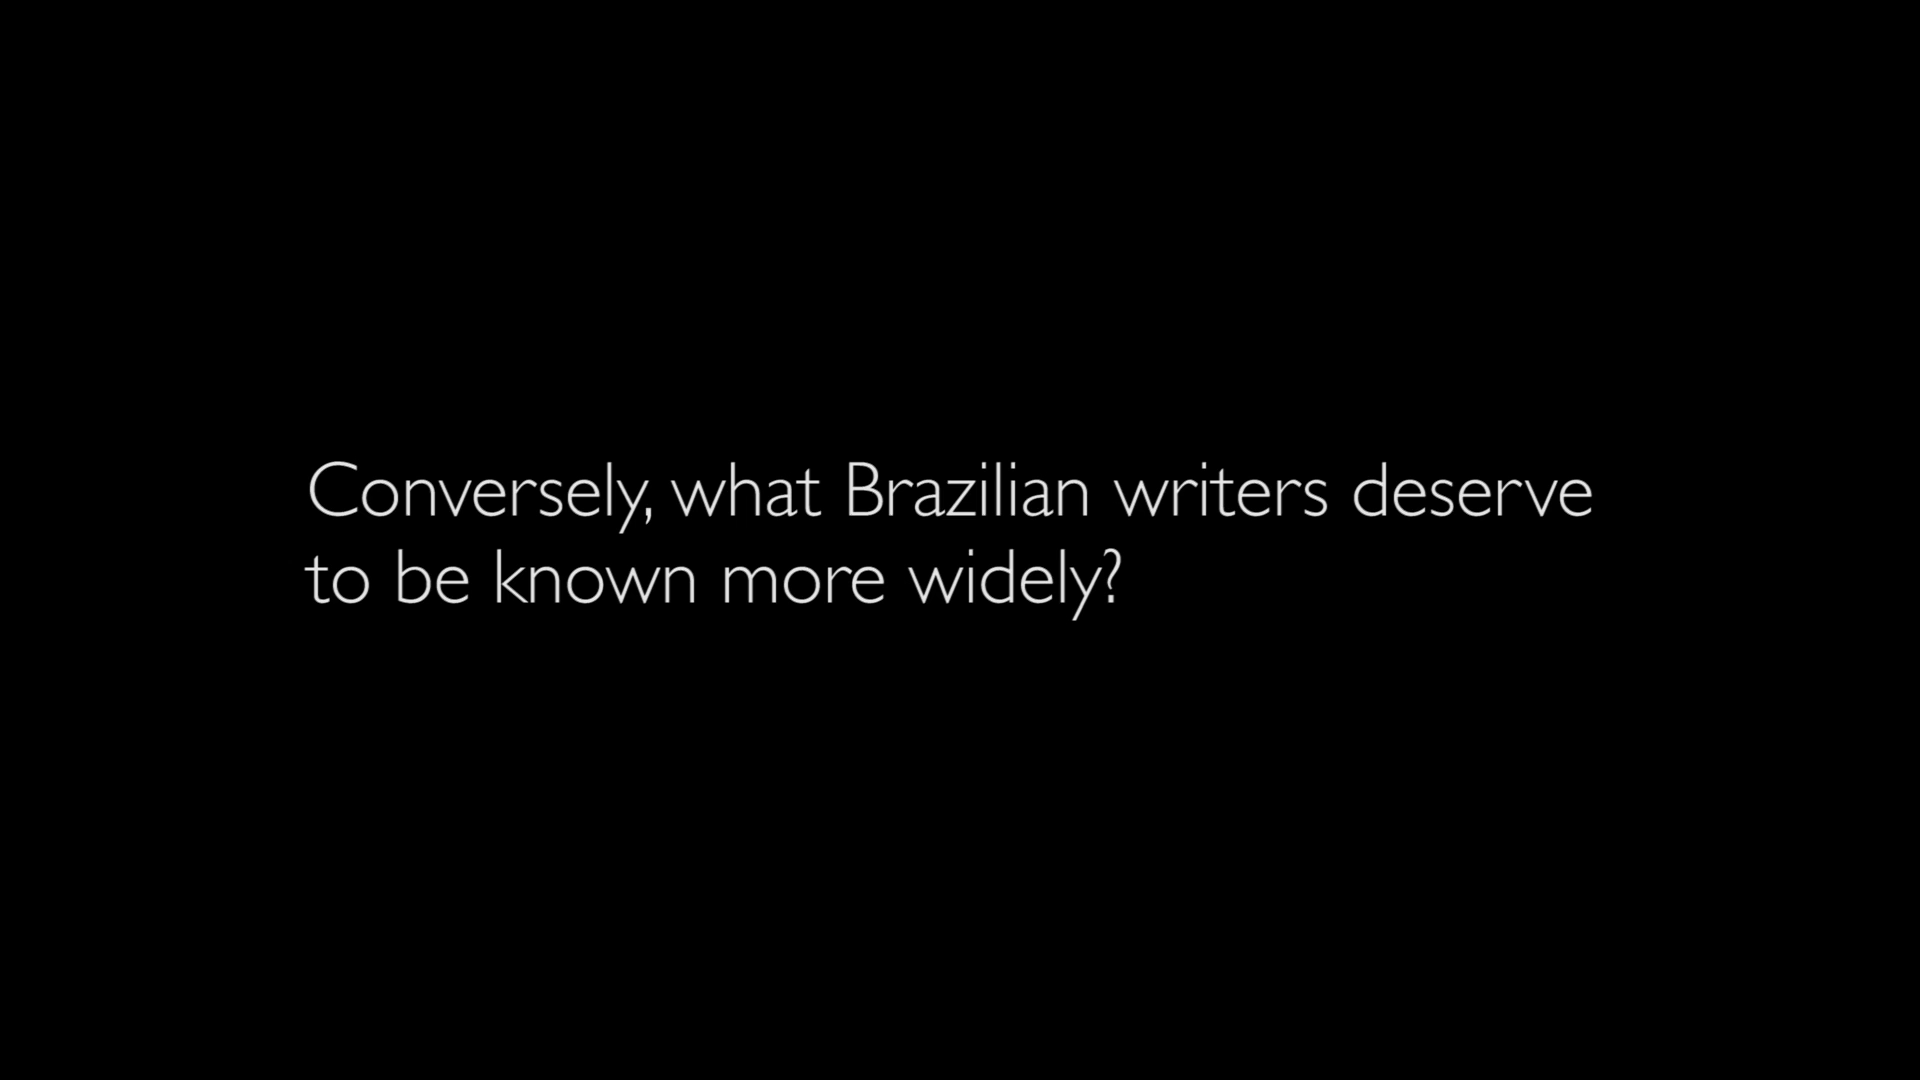 Conversely, what Brazilian writers deserve
to be known more widely?